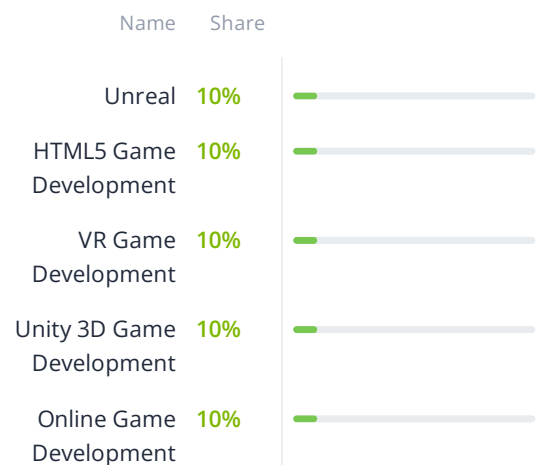 Name Share
Unreal 10%
HTML5 Game 10%
Development
VR Game 10%
Development
Unity 3D Game 10%
Development
Online Game 10%
Development